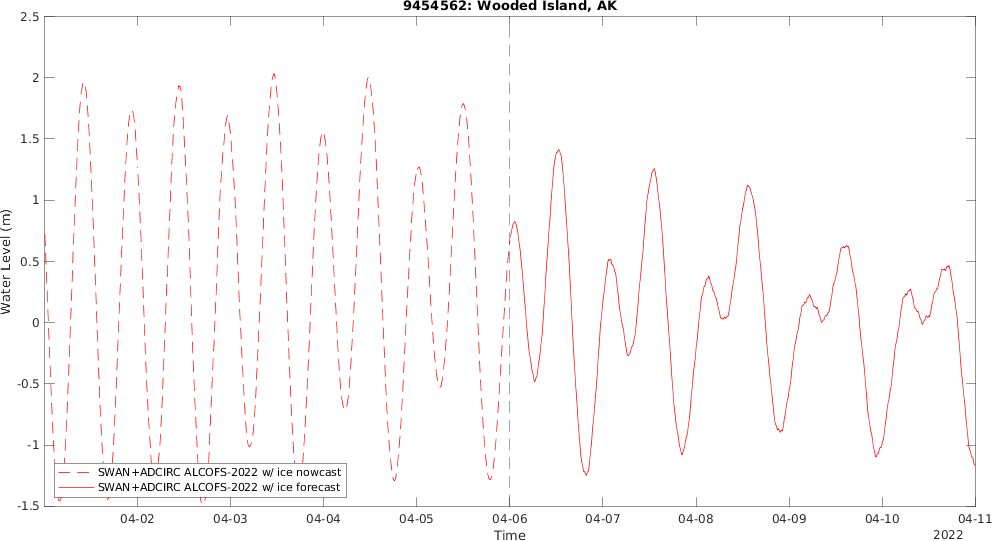 9454562: Wooded Island, AK
2.5
2
1.5
1
0.5
0
-0.5
-1
-1.5
Water Level (m)
SWAN+ADCIRC ALCOFS-2022 w/ ice nowcast
SWAN+ADCIRC ALCOFS-2022 w/ ice forecast
04-02 04-03 04-04 04-05 04-06 04-07 04-08 04-09 04-10 04-11
Time
2022